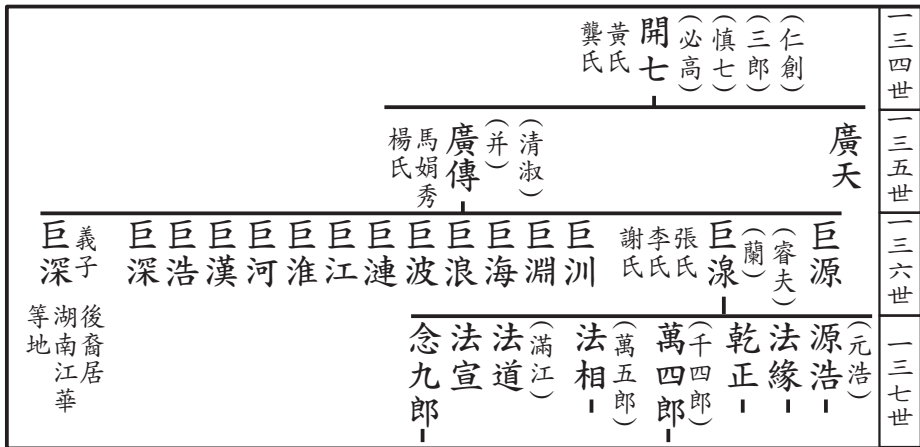 一三四世
（仁創）
（三郎）
（慎七）
（必高）
開七
黃氏
龔氏
一三五世
廣天
（清淑）
（并）
廣傳
馬娟秀
楊氏
一三六世
巨源
（睿夫）
（蘭）
巨湶
張氏
李氏
謝氏
巨汌
巨淵
巨海
巨浪
巨波
巨漣
巨江
巨淮
巨河
巨漢
巨浩
巨深
義子
巨深
後裔居
湖南江華
等地
一三七世
（元浩）
源浩
法緣
乾正
（千四郎）
萬四郎
（萬五郎）
法相
（滿江）
法道
法宣
念九郎